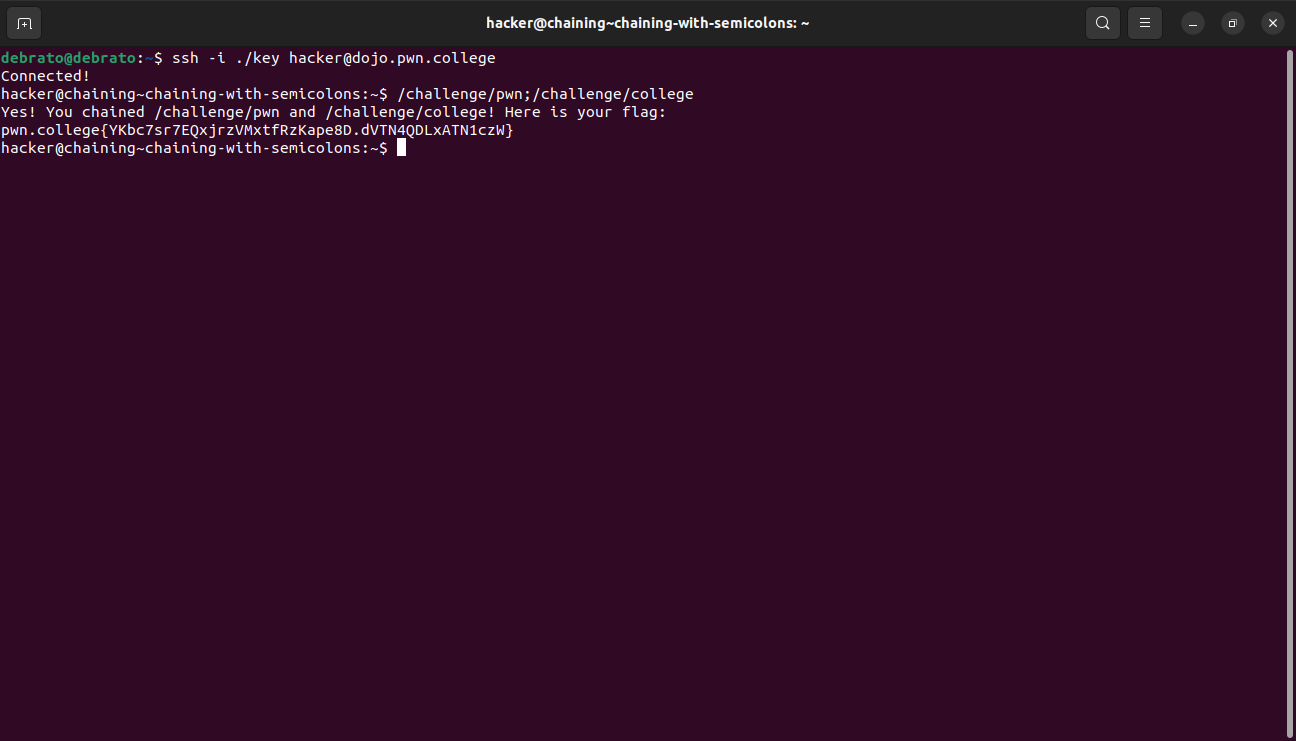 hacker@chaining~chaining-with-semicolons: ~
debrato@debrato:~$ ssh -i ./key hacker@dojo.pwn.college
Connected!
hacker@chaining~chaining-with-semicolons:~$ /challenge/pwn;/challenge/college
Yes! You chained /challenge/pwn and /challenge/college! Here is your flag:
pwn.college{YKbc7sr7EQxjrzVMxtfRzKape8D.dVTN4QDLxATN1czW}
hacker@chaining~chaining-with-semicolons:~$